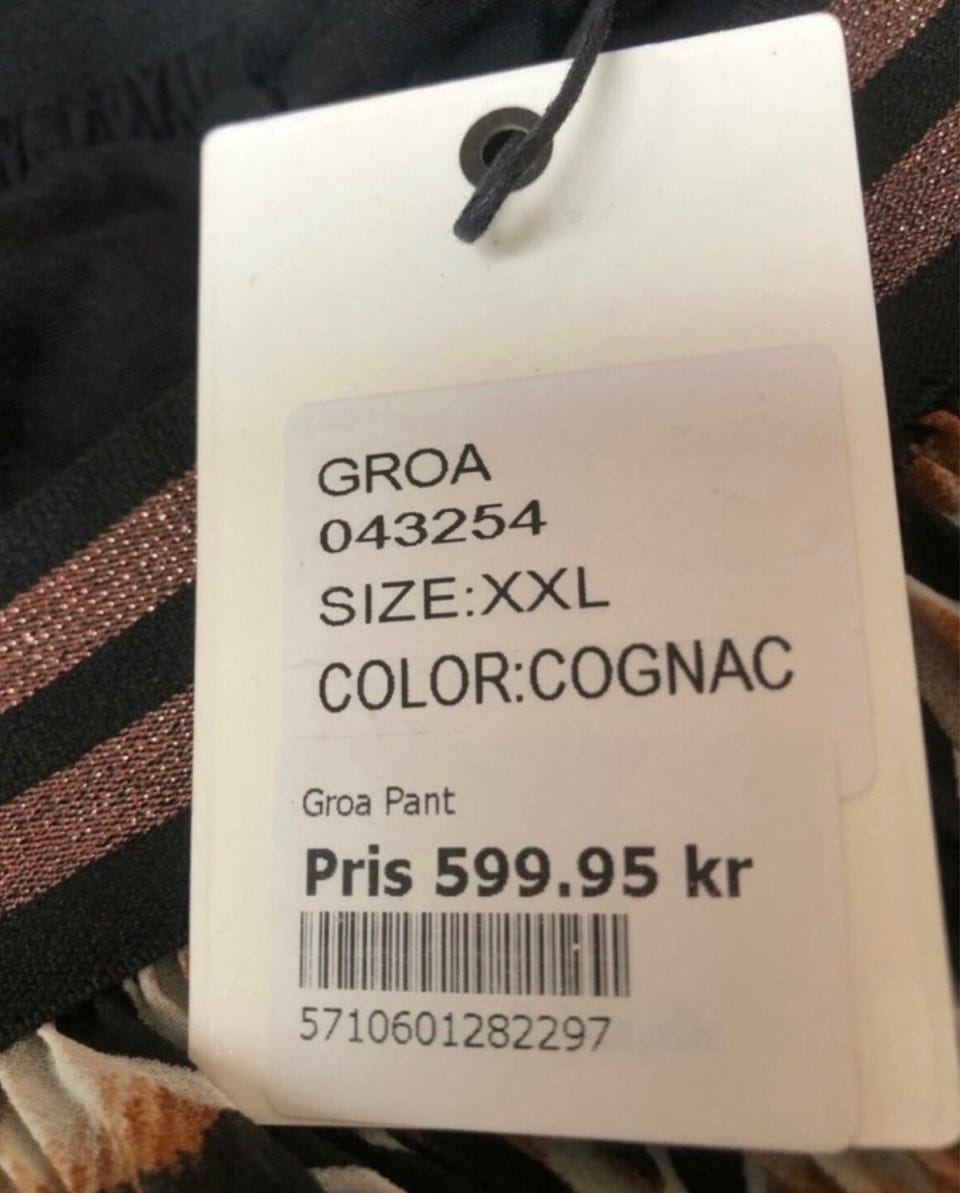 GROA
043254
SIZE:XXL
COLOR:COGNAC
Groa Pant
Pris 599.95 kr
5710601282297